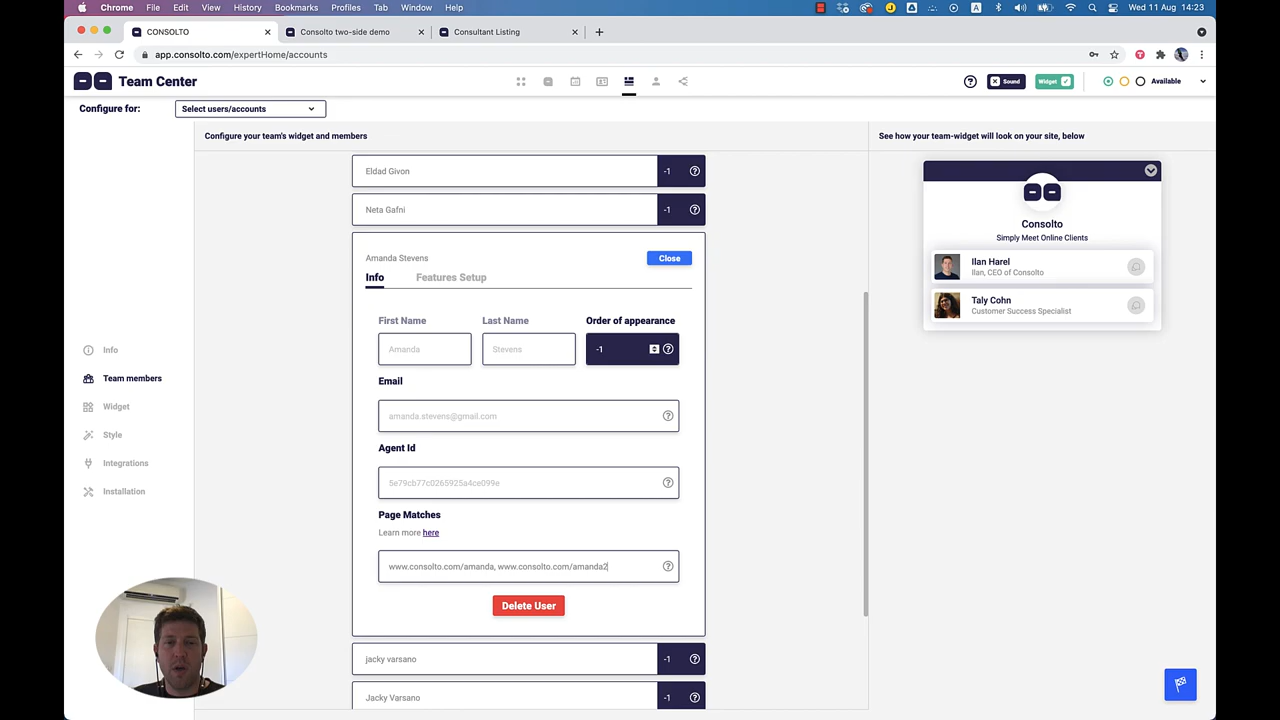 Chrome File Edit View History Bookmarks Profiles Tab Window Help Wed 11 Aug 14:23
CONSOLTO
Consolto two-side demo
Consultant Listing
app.consolto.com/expertHome/accounts
Team Center
Sound
Widget
Available
Configure for:
Select users/accounts
Configure your team's widget and members
See how your team-widget will look on your site, below
Eldad Givon -1
Neta Gafni -1
Amanda Stevens
Close
Info
Features Setup
First Name
Last Name
Order of appearance
Amanda
Stevens
-1
Email
amanda.stevens@gmail.com
Agent Id
5e79cb77c0265925a4ce099e
Page Matches
Learn more here
www.consolto.com/amanda, www.consolto.com/amanda2
Delete User
jacky varsano -1
Jacky Varsano -1
Info
Team members
Widget
Style
Integrations
Installation
Consolto
Simply Meet Online Clients
Ilan Harel
Ilan, CEO of Consolto
Taly Cohn
Customer Success Specialist